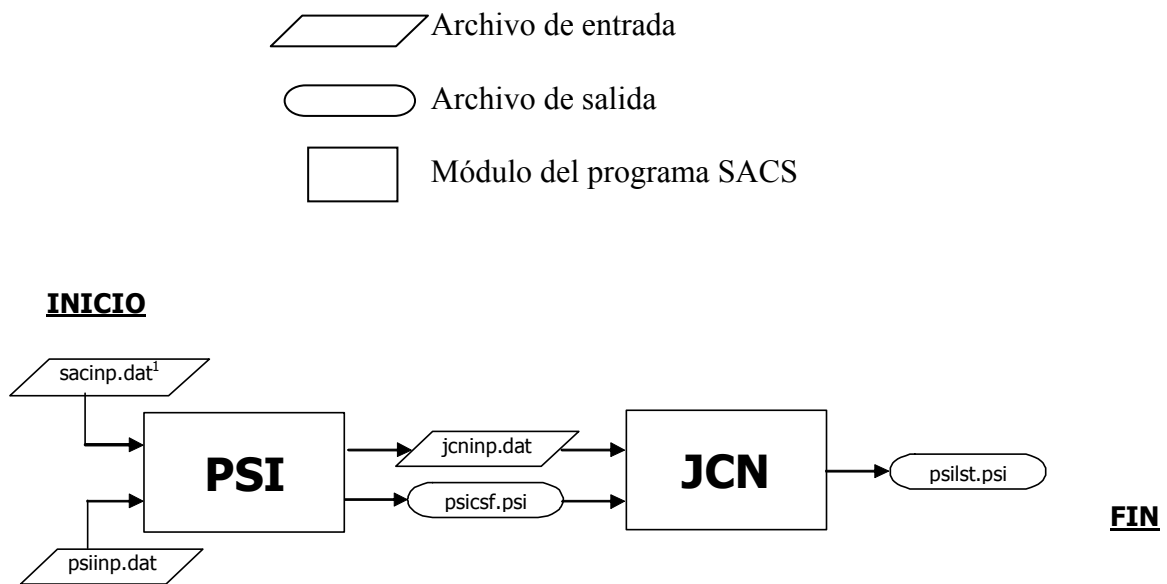 Archivo de entrada
Archivo de salida
Módulo del programa SACS
INICIO
sacinp.dat¹
PSI
psiinp.dat
jcninp.dat
psicsf.psi
JCN
psilst.psi
FIN